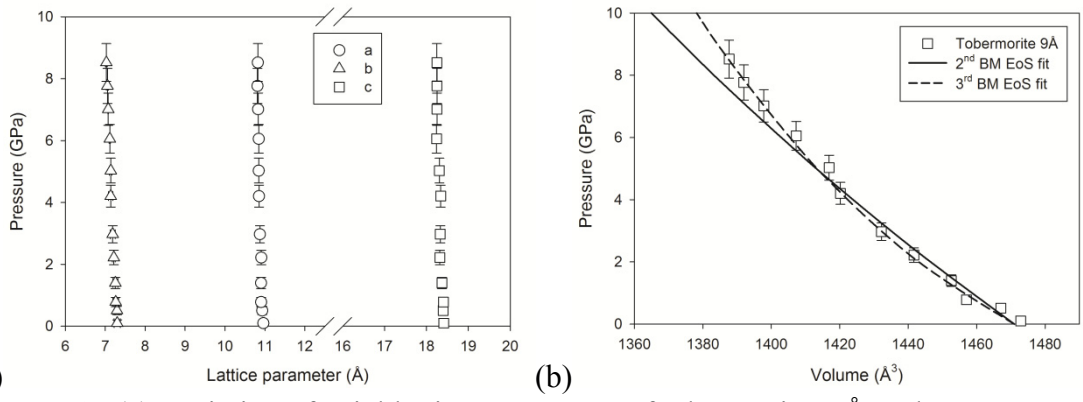 10
8
6
4
2
0
Pressure (GPa)
6 7 8 9 10 11 12 16 17 18 19 20
Lattice parameter (Å)
a
b
c
)
10
8
6
4
2
0
Pressure (GPa)
1360 1380 1400 1420 1440 1460 1480
Volume (Å³)
Tobermorite 9Å
2nd BM EoS fit
3rd BM EoS fit
(b)